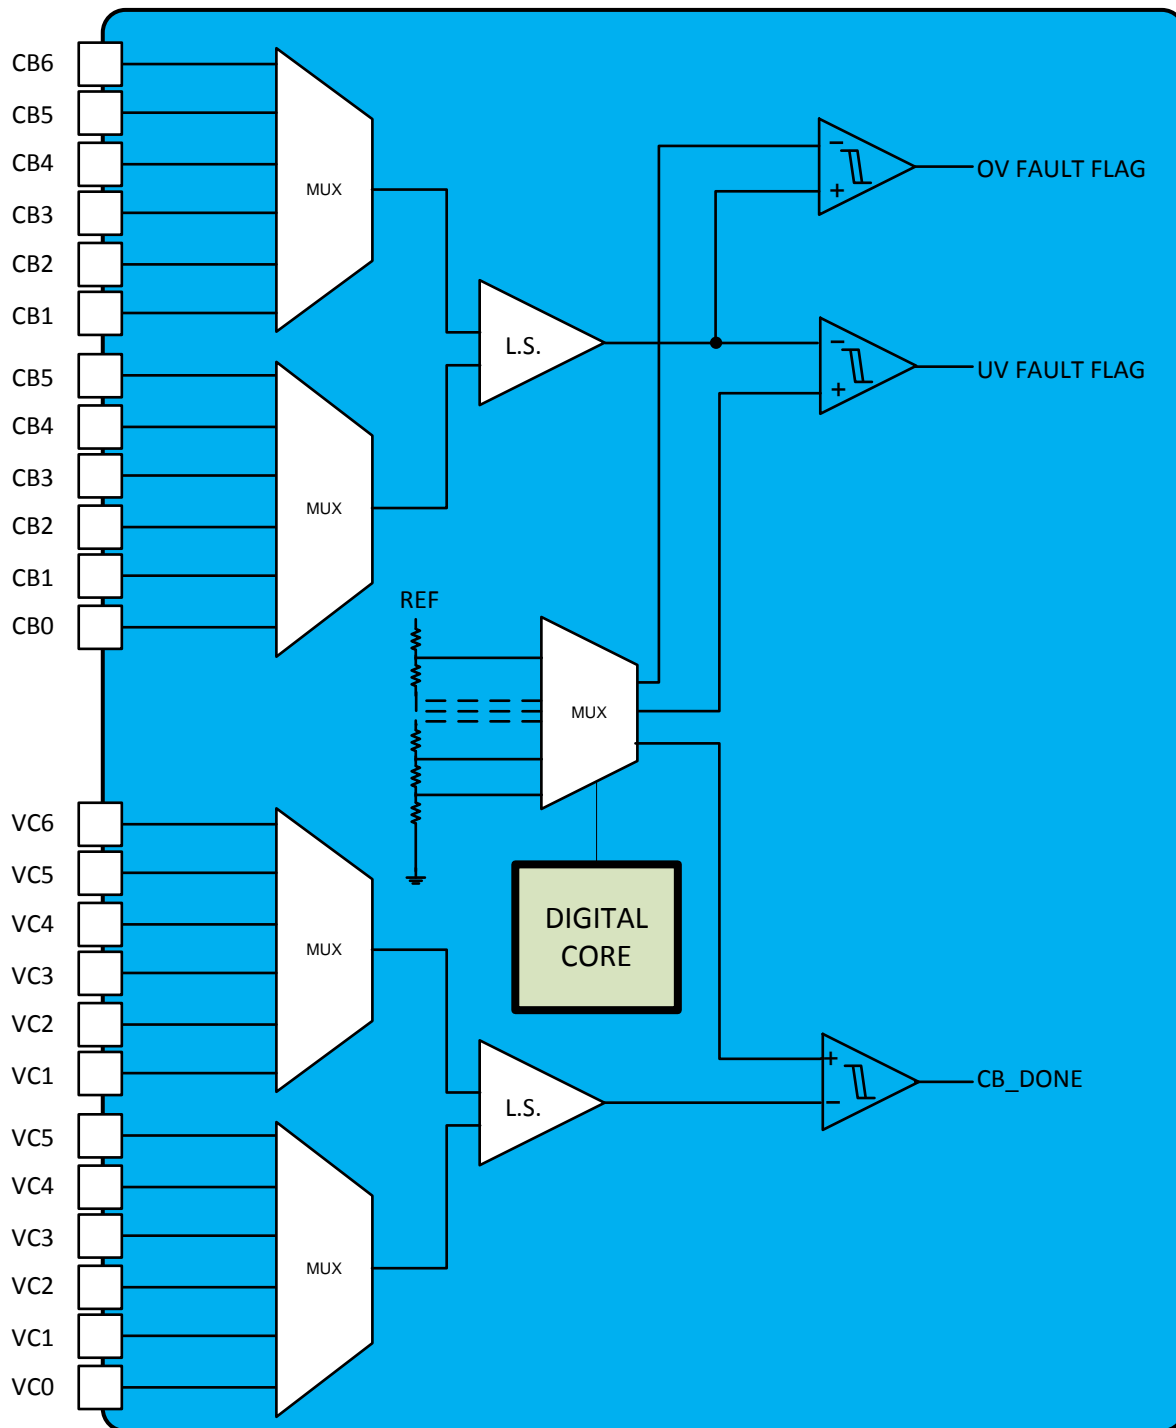 CB6
CB5
CB4
CB3
CB2
CB1
MUX
CB5
CB4
CB3
CB2
CB1
CB0
MUX
L.S.
- +
OV FAULT FLAG
- +
UV FAULT FLAG
REF
MUX
DIGITAL
CORE
VC6
VC5
VC4
VC3
VC2
VC1
MUX
VC5
VC4
VC3
VC2
VC1
VC0
MUX
L.S.
+ -
CB_DONE